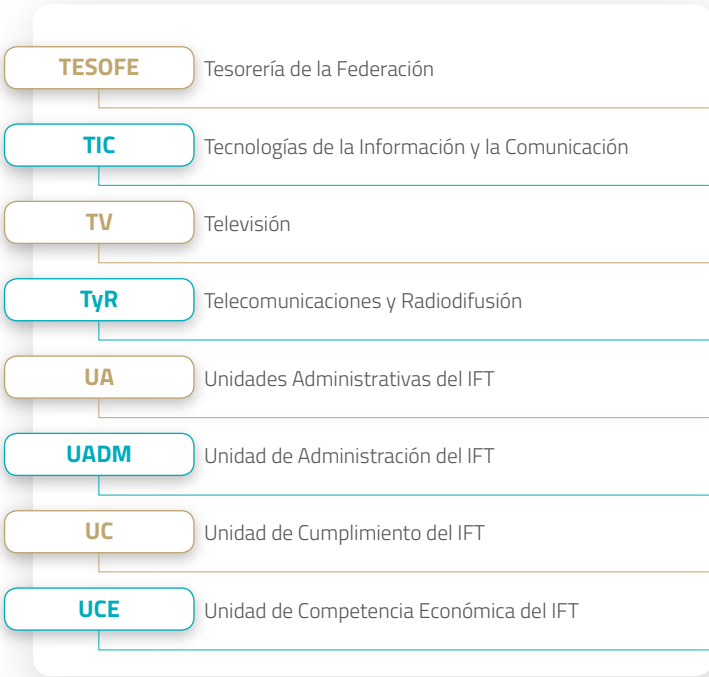 TESOFE Tesorería de la Federación
TIC Tecnologías de la Información y la Comunicación
TV Televisión
TyR Telecomunicaciones y Radiodifusión
UA Unidades Administrativas del IFT
UADM Unidad de Administración del IFT
UC Unidad de Cumplimiento del IFT
UCE Unidad de Competencia Económica del IFT